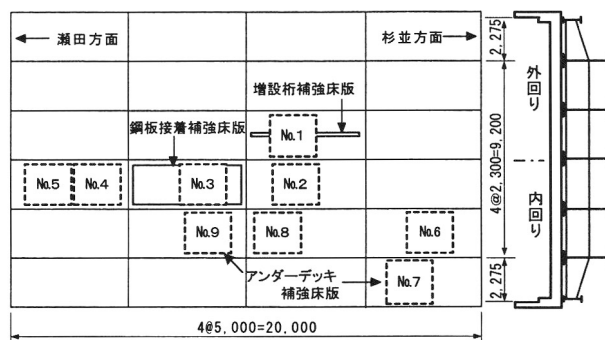 瀬田方面
杉並方面
2,275
増設桁補強床版
外回り
鋼板接着補強床版
No.1
4@2,300=9,200
No.5
No.4
No.3
No.2
内回り
No.9
No.8
No.6
アンダーデッキ
補強床版
No.7
2,275
4@5,000=20,000